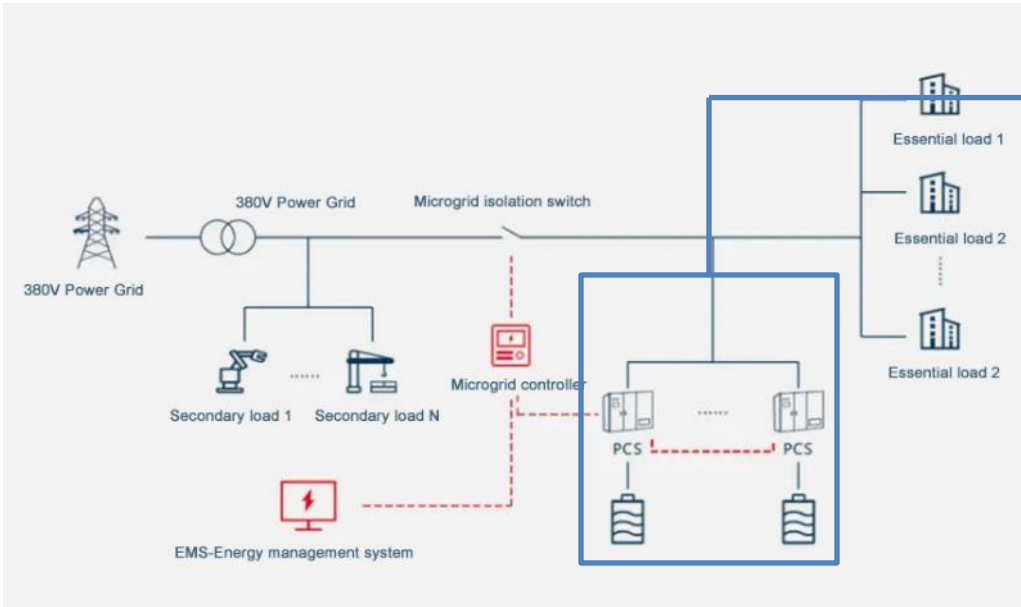 Essential load 1
380V Power Grid
Microgrid isolation switch
Essential load 2
380V Power Grid
Essential load 2
Microgrid controller
Secondary load 1
Secondary load N
PCS
PCS
EMS-Energy management system